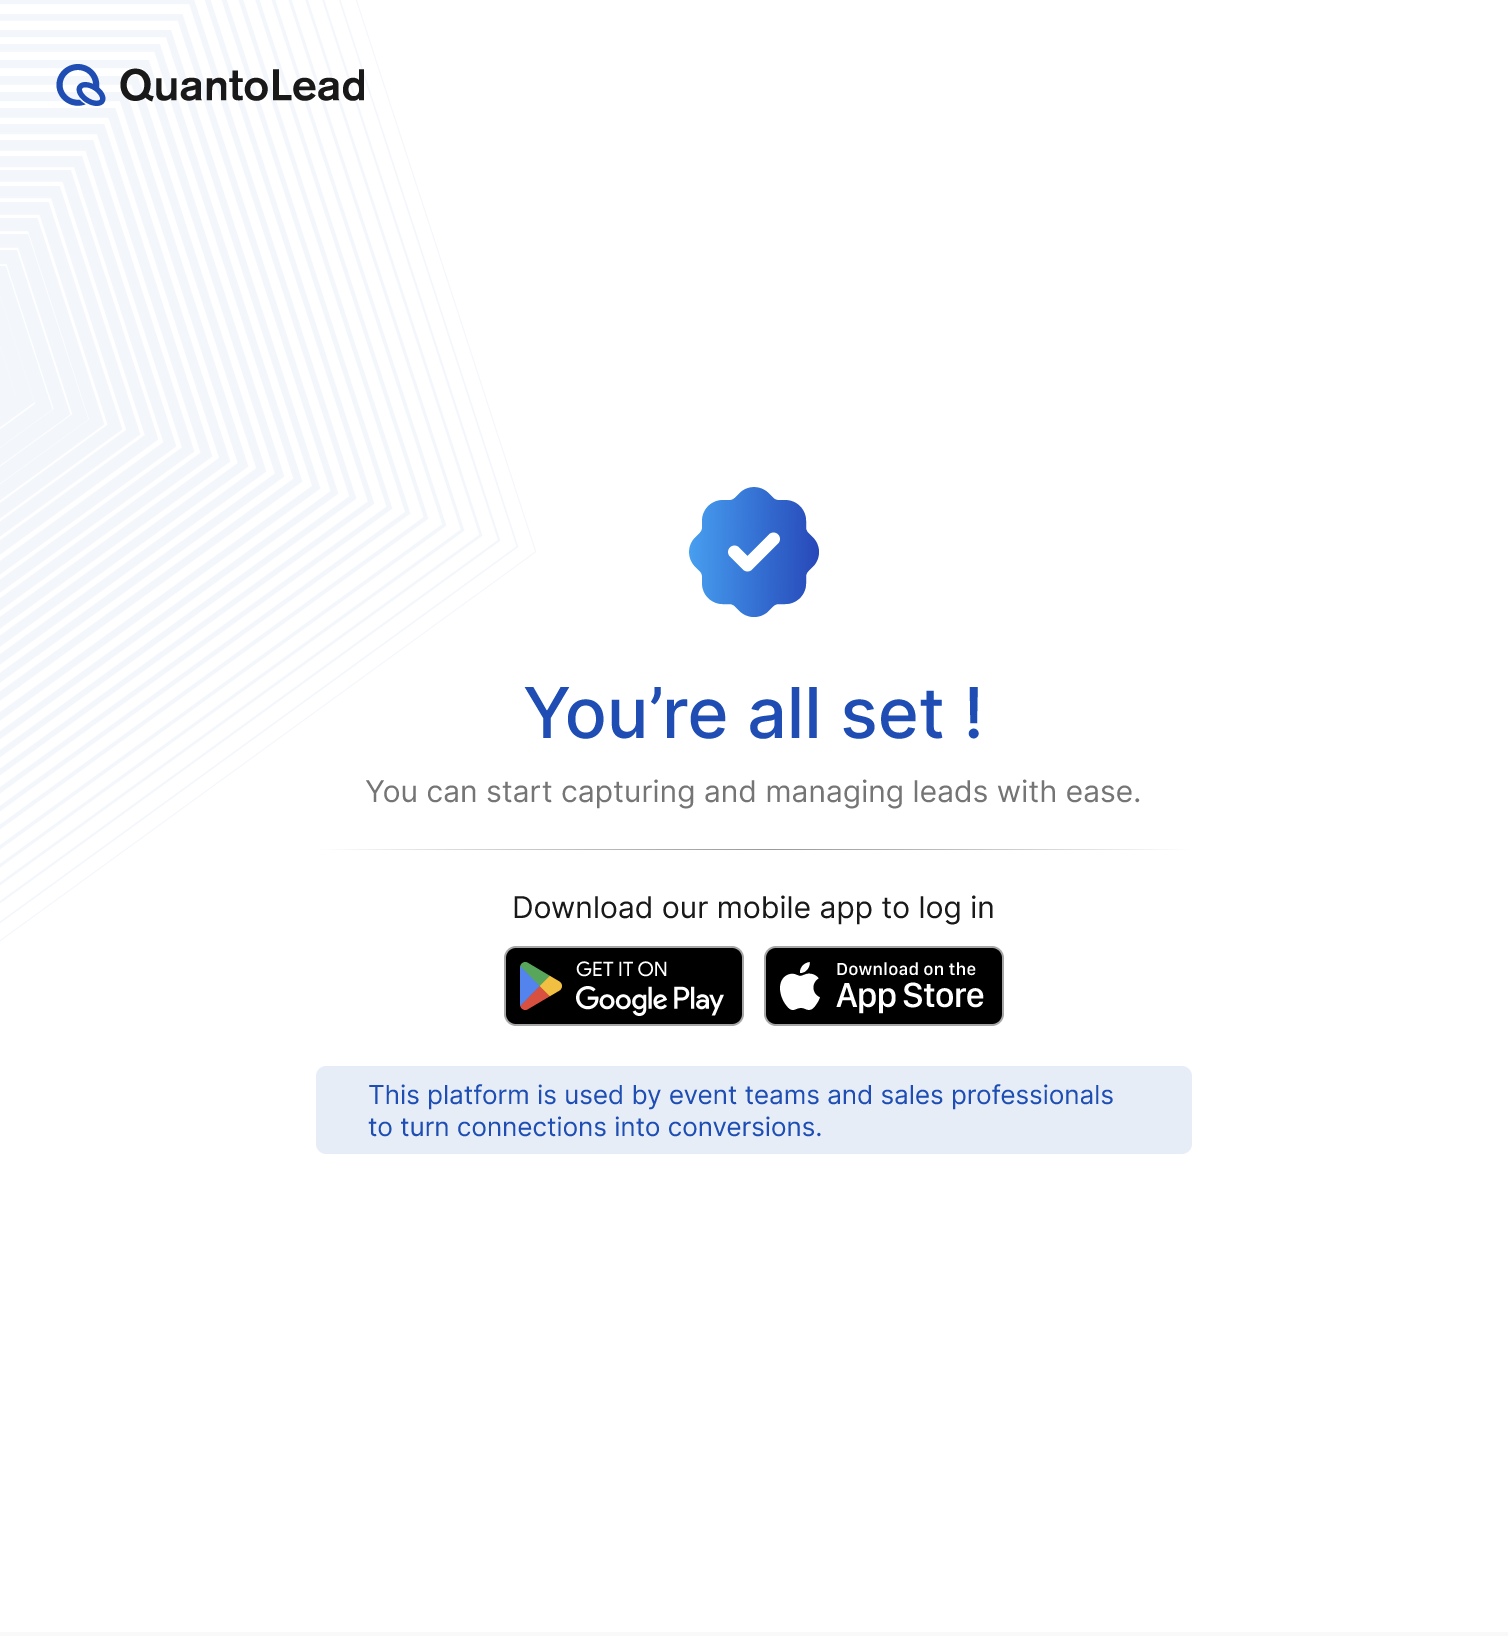 QuantoLead
You’re all set !
You can start capturing and managing leads with ease.
Download our mobile app to log in
GET IT ON
Google Play
Download on the
App Store
This platform is used by event teams and sales professionals
to turn connections into conversions.